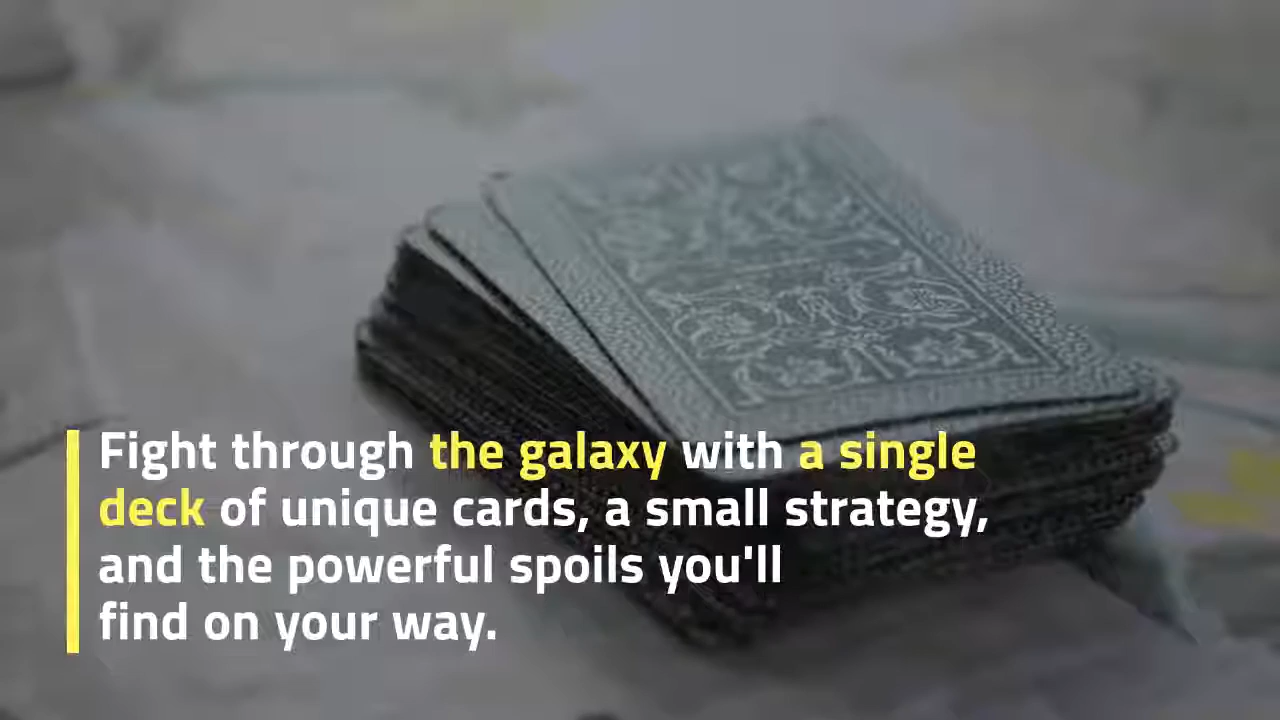 Fight through the galaxy with a single
deck of unique cards, a small strategy,
and the powerful spoils you'll
find on your way.